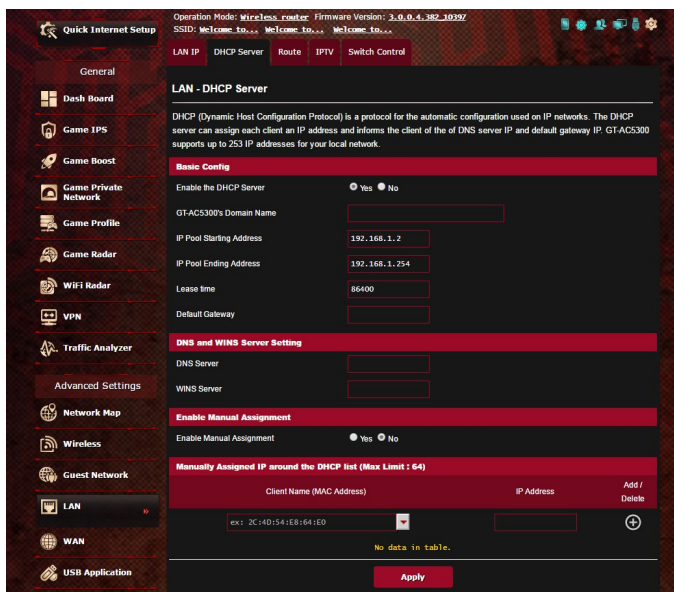 Quick Internet Setup
General
Dash Board
Game IPS
Game Boost
Game Private
Network
Game Profile
Game Radar
WiFi Radar
VPN
Traffic Analyzer
Advanced Settings
Network Map
Wireless
Guest Network
LAN
WAN
USB Application
Operation Mode: Wireless router Firmware Version: 3.0.0.4.382_10397
SSID: Welcome to... Welcome to... Welcome to...
LAN IP DHCP Server Route IPTV Switch Control
LAN - DHCP Server
DHCP (Dynamic Host Configuration Protocol) is a protocol for the automatic configuration used on IP networks. The DHCP
server can assign each client an IP address and informs the client of the of DNS server IP and default gateway IP. GT-AC5300
supports up to 253 IP addresses for your local network.
Basic Config
Enable the DHCP Server Yes No
GT-AC5300's Domain Name
IP Pool Starting Address 192.168.1.2
IP Pool Ending Address 192.168.1.254
Lease time 86400
Default Gateway
DNS and WINS Server Setting
DNS Server
WINS Server
Enable Manual Assignment
Enable Manual Assignment Yes No
Manually Assigned IP around the DHCP list (Max Limit : 64)
Client Name (MAC Address) IP Address Add /
Delete
ex: 2C:4D:54:E8:64:E0
No data in table.
Apply